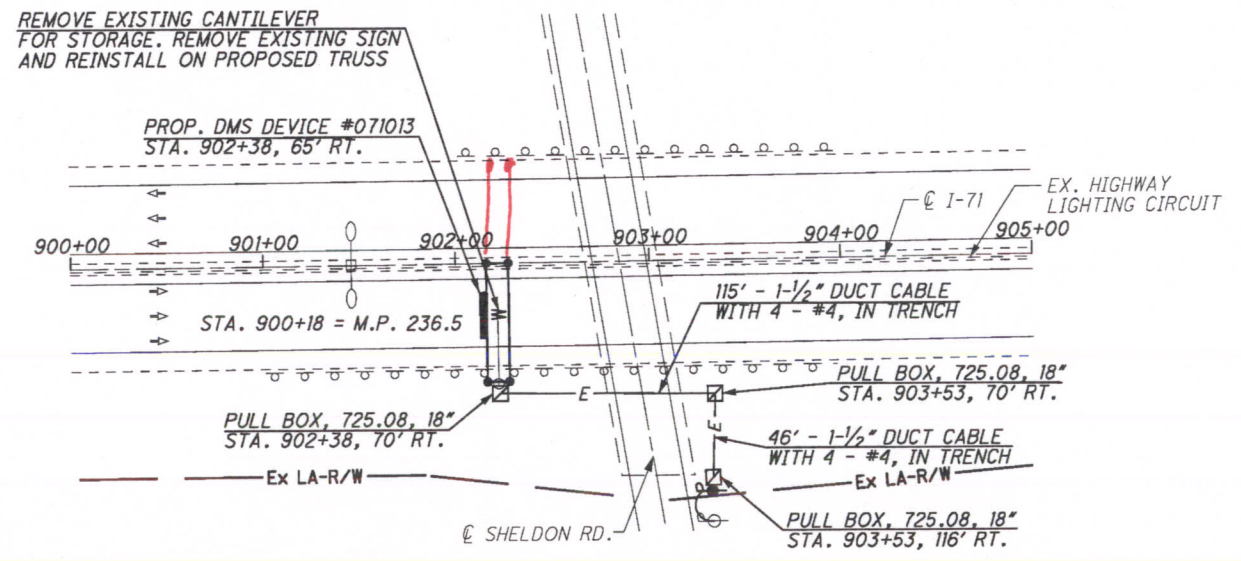 REMOVE EXISTING CANTILEVER
FOR STORAGE. REMOVE EXISTING SIGN
AND REINSTALL ON PROPOSED TRUSS
PROP. DMS DEVICE #071013
STA. 902+38, 65' RT.
℄ I-71
EX. HIGHWAY
LIGHTING CIRCUIT
900+00
901+00
902+00
903+00
904+00
905+00
STA. 900+18 = M.P. 236.5
W
115' - 1-½" DUCT CABLE
WITH 4 - #4, IN TRENCH
E
PULL BOX, 725.08, 18"
STA. 902+38, 70' RT.
PULL BOX, 725.08, 18"
STA. 903+53, 70' RT.
E
46' - 1-½" DUCT CABLE
WITH 4 - #4, IN TRENCH
Ex LA-R/W
Ex LA-R/W
℄ SHELDON RD.
PULL BOX, 725.08, 18"
STA. 903+53, 116' RT.